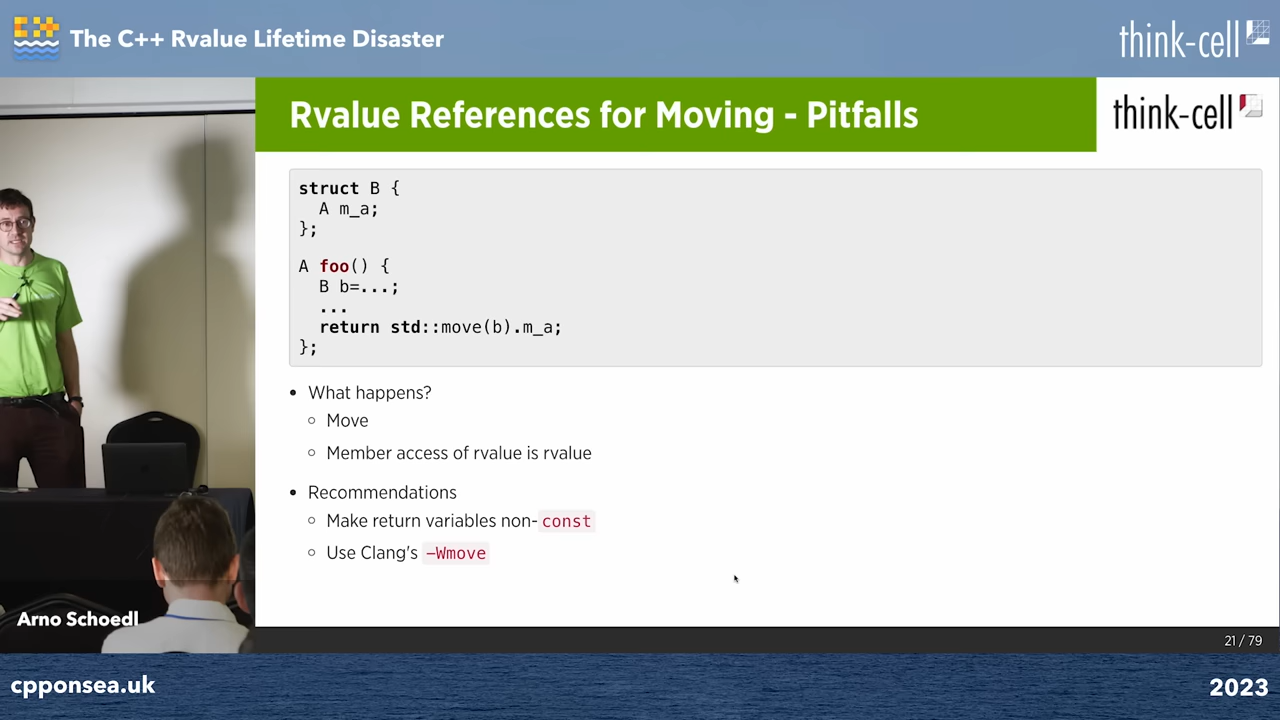 The C++ Rvalue Lifetime Disaster
think-cell
Rvalue References for Moving - Pitfalls
think-cell
struct B {
  A m_a;
};
A foo() {
  B b=...;
  ...
  return std::move(b).m_a;
};
What happens?
Move
Member access of rvalue is rvalue
Recommendations
Make return variables non-const
Use Clang's -Wmove
Arno Schoedl
21 / 79
cpponsea.uk
2023